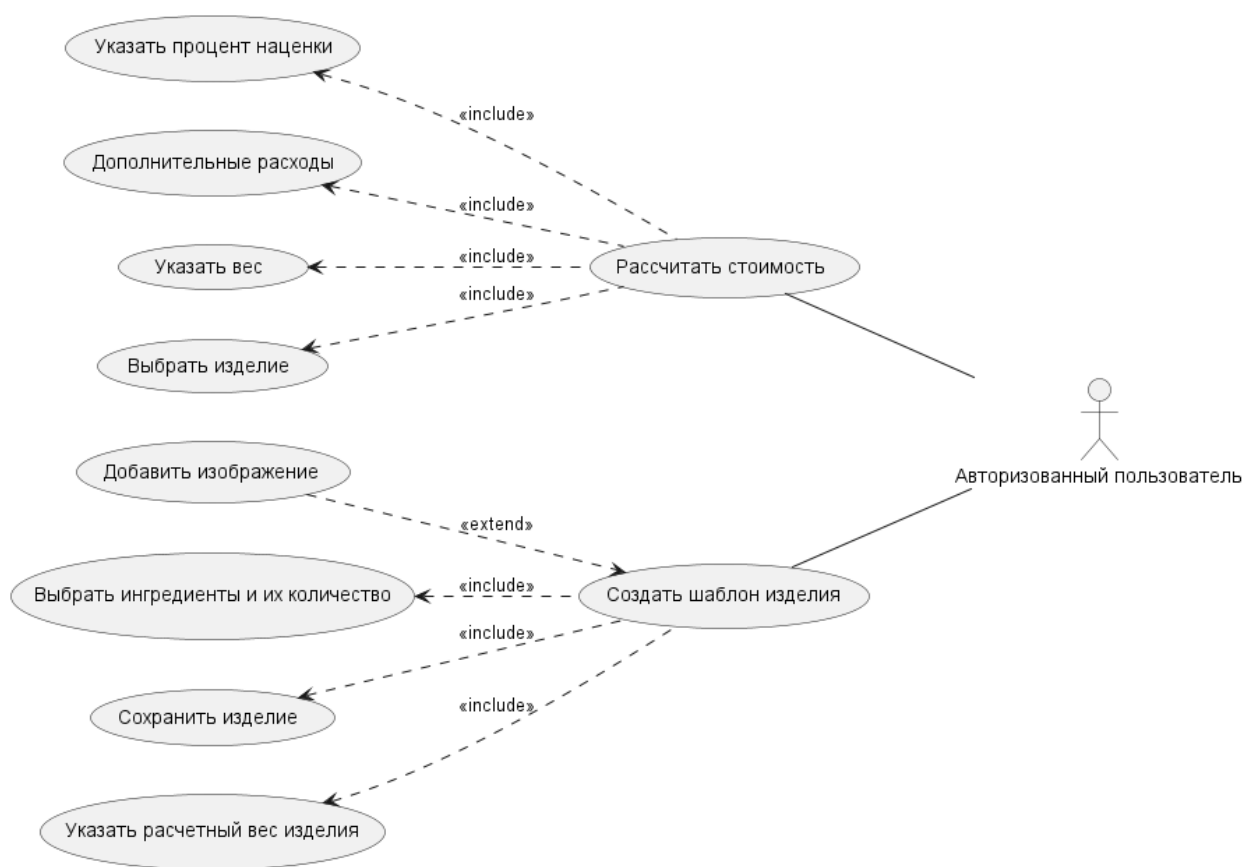 Указать процент наценки
«include»
Дополнительные расходы
«include»
Указать вес
«include»
Рассчитать стоимость
«include»
Выбрать изделие
Добавить изображение
Авторизованный пользователь
«extend»
Выбрать ингредиенты и их количество
«include»
Создать шаблон изделия
«include»
Сохранить изделие
«include»
Указать расчетный вес изделия